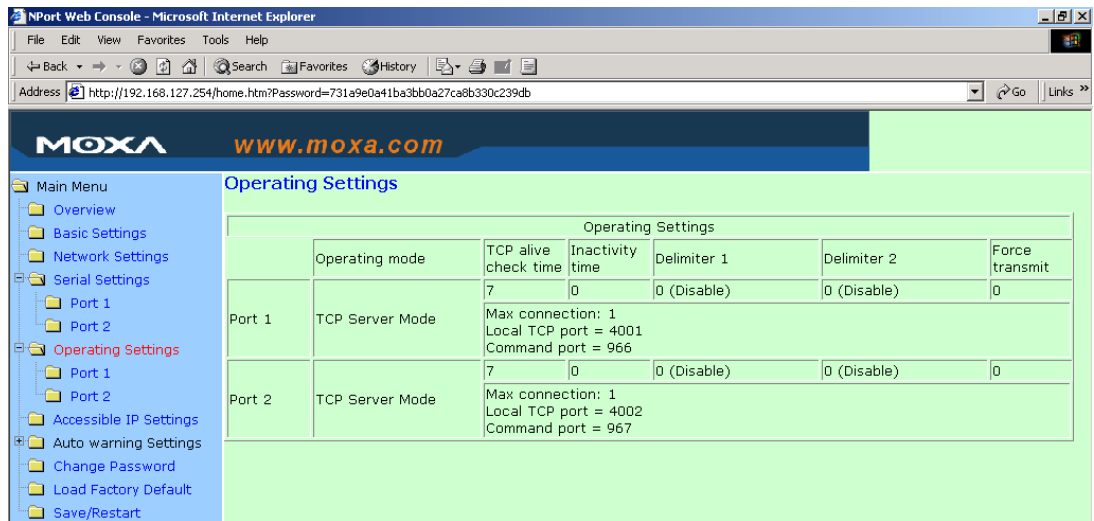 NPort Web Console - Microsoft Internet Explorer
File Edit View Favorites Tools Help
Back Search Favorites History
Address http://192.168.127.254/home.htm?Password=731a9e0a41ba3bb0a27ca8b330c239db Go Links »
MOXA www.moxa.com
Main Menu
Overview
Basic Settings
Network Settings
Serial Settings
Port 1
Port 2
Operating Settings
Port 1
Port 2
Accessible IP Settings
Auto warning Settings
Change Password
Load Factory Default
Save/Restart
Operating Settings
Operating Settings
Operating mode TCP alive check time Inactivity time Delimiter 1 Delimiter 2 Force transmit
Port 1 TCP Server Mode 7 0 0 (Disable) 0 (Disable) 0
Max connection: 1
Local TCP port = 4001
Command port = 966
Port 2 TCP Server Mode 7 0 0 (Disable) 0 (Disable) 0
Max connection: 1
Local TCP port = 4002
Command port = 967